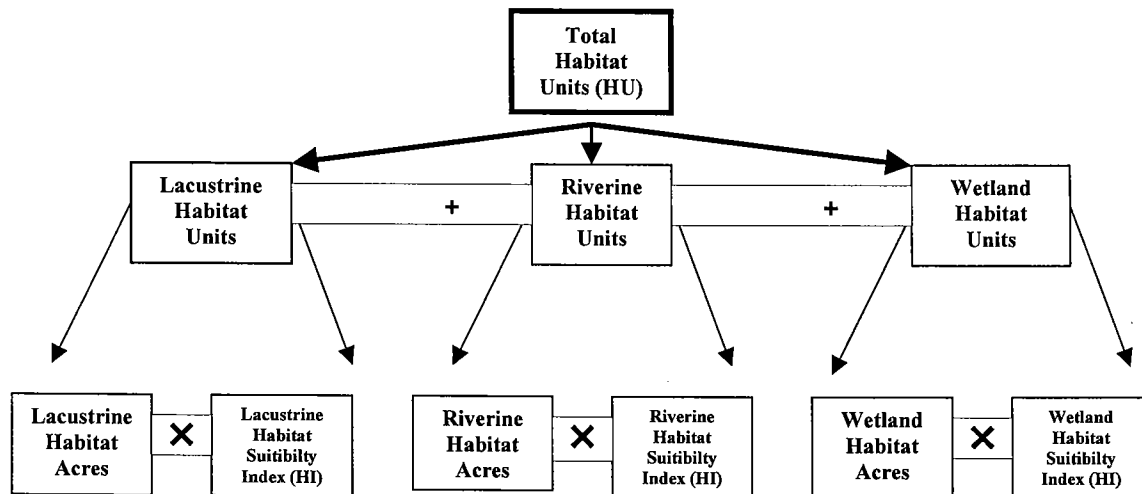 Total
Habitat
Units (HU)
Lacustrine
Habitat
Units
+
Riverine
Habitat
Units
+
Wetland
Habitat
Units
Lacustrine
Habitat
Acres
×
Lacustrine
Habitat
Suitibilty
Index (HI)
Riverine
Habitat
Acres
×
Riverine
Habitat
Suitibilty
Index (HI)
Wetland
Habitat
Acres
×
Wetland
Habitat
Suitibilty
Index (HI)